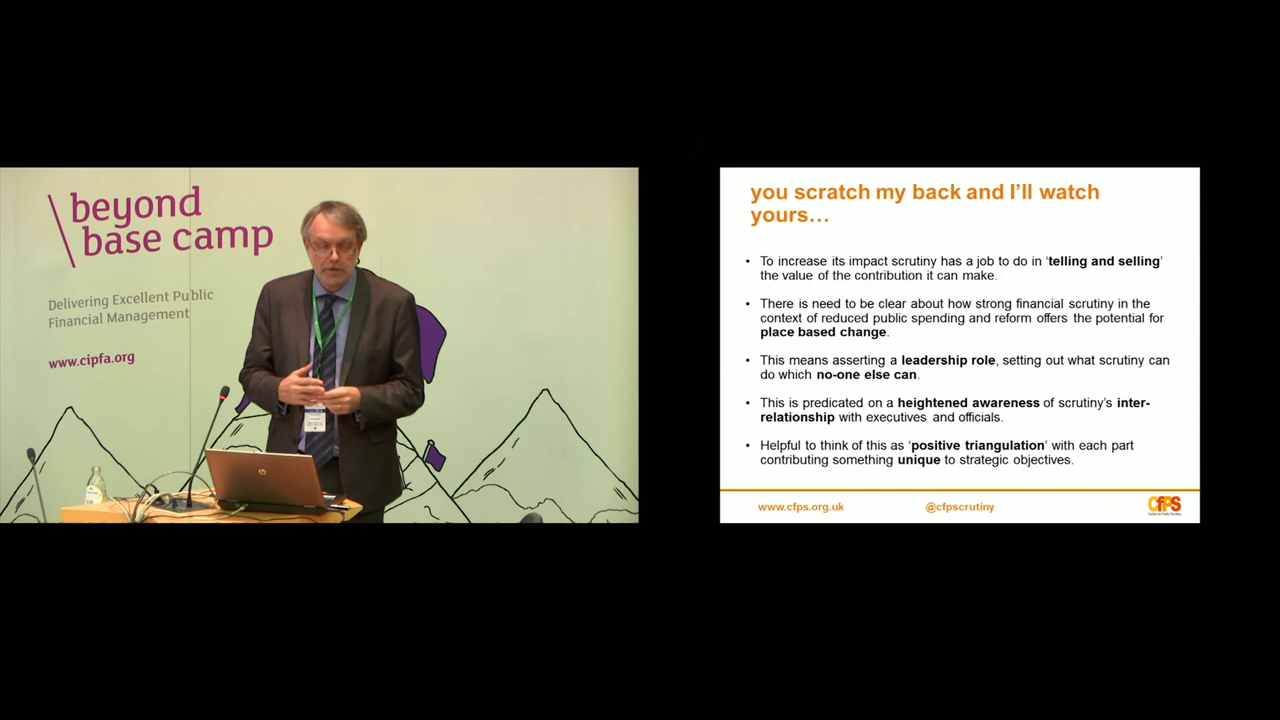 \beyond
base camp
Delivering Excellent Public
Financial Management
www.cipfa.org
hp
you scratch my back and I’ll watch
yours…
• To increase its impact scrutiny has a job to do in ‘telling and selling’
the value of the contribution it can make.
• There is need to be clear about how strong financial scrutiny in the
context of reduced public spending and reform offers the potential for
place based change.
• This means asserting a leadership role, setting out what scrutiny can
do which no-one else can.
• This is predicated on a heightened awareness of scrutiny’s inter-
relationship with executives and officials.
• Helpful to think of this as ‘positive triangulation’ with each part
contributing something unique to strategic objectives.
www.cfps.org.uk
@cfpscrutiny
CfPS
Centre for Public Scrutiny